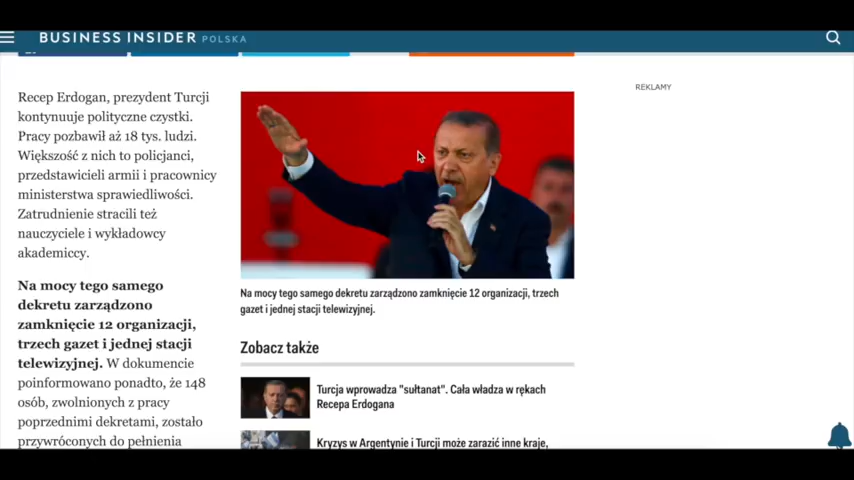 BUSINESS INSIDER POLSKA
REKLAMY
Recep Erdogan, prezydent Turcji
kontynuuje polityczne czystki.
Pracy pozbawił aż 18 tys. ludzi.
Większość z nich to policjanci,
przedstawicieli armii i pracownicy
ministerstwa sprawiedliwości.
Zatrudnienie stracili też
nauczyciele i wykładowcy
akademiccy.
Na mocy tego samego
dekretu zarządzono
zamknięcie 12 organizacji,
trzech gazet i jednej stacji
telewizyjnej. W dokumencie
poinformowano ponadto, że 148
osób, zwolnionych z pracy
poprzednimi dekretami, zostało
przywróconych do pełnienia
Na mocy tego samego dekretu zarządzono zamknięcie 12 organizacji, trzech
gazet i jednej stacji telewizyjnej.
Zobacz także
Turcja wprowadza "sułtanat". Cała władza w rękach
Recepa Erdogana
Kryzys w Argentynie i Turcji może zarazić inne kraje,